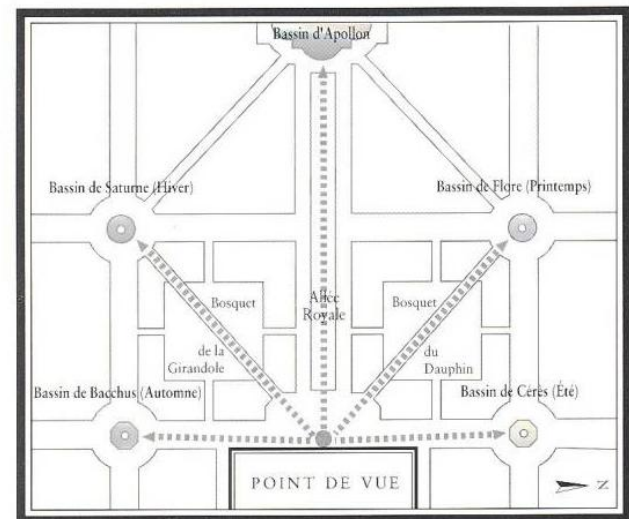 Bassin d'Apollon
Bassin de Saturne (Hiver)
Bassin de Flore (Printemps)
Bosquet
Allée
Royale
Bosquet
de la
Girandole
du
Dauphin
Bassin de Bacchus (Automne)
Bassin de Cérès (Été)
POINT DE VUE
N